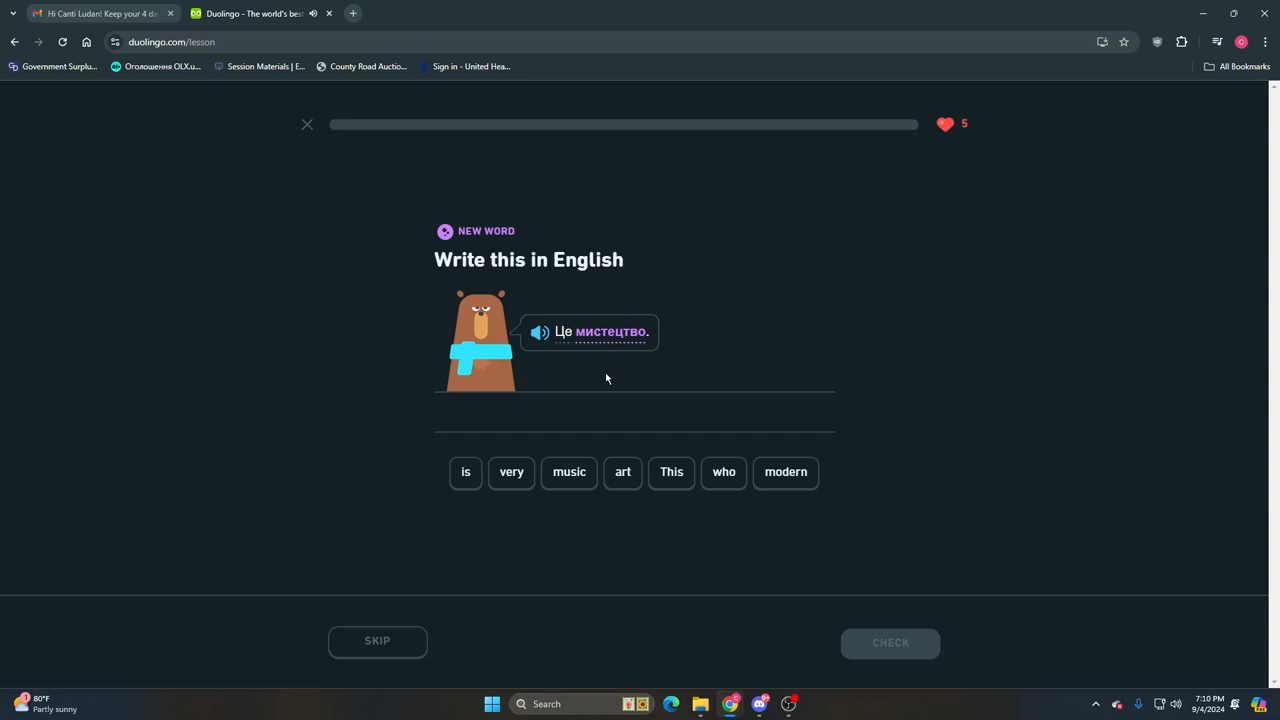 Hi Canti Ludan! Keep your 4 da
Duolingo - The world's best
duolingo.com/lesson
C
Government Surplu...
Оголошення OLX.u...
Session Materials | E...
County Road Auctio...
Sign in - United Hea...
All Bookmarks
5
NEW WORD
Write this in English
Це мистецтво.
is very music art This who modern
SKIP
CHECK
80°F
Partly sunny
Search
7:10 PM
9/4/2024